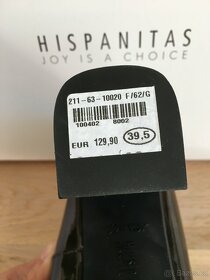 HISPANITAS
JOY IS A CHOICE
211-63-10020 F/62/G
100402 8002
EUR 129,90 39,5